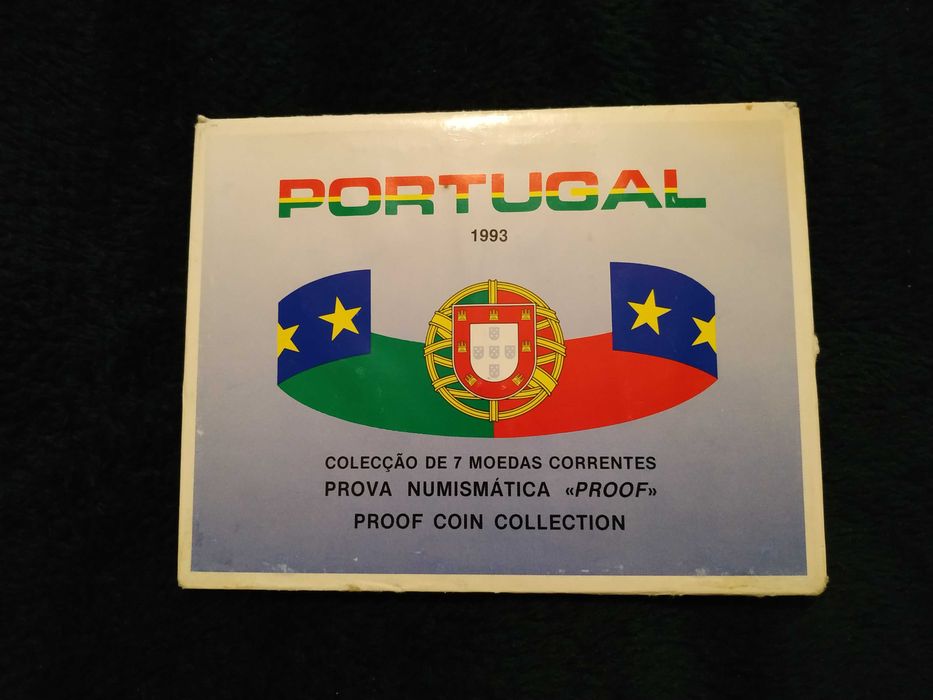 PORTUGAL
1993
COLECÇÃO DE 7 MOEDAS CORRENTES
PROVA NUMISMÁTICA «PROOF»
PROOF COIN COLLECTION